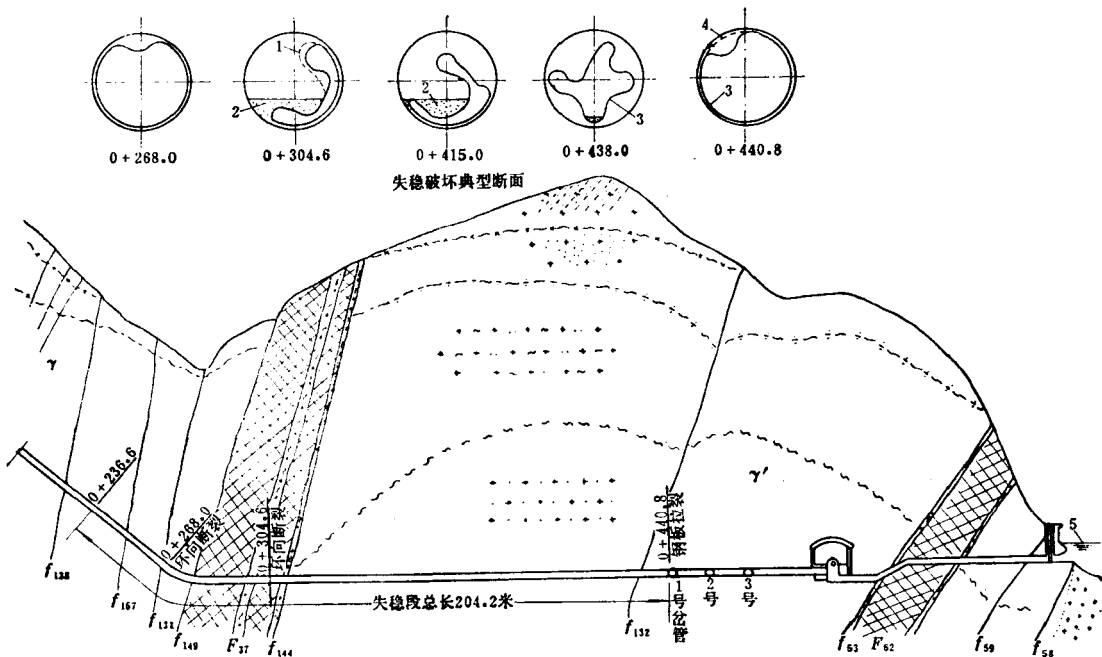 1
2
2
3
4
3
0+268.0
0+304.6
0+415.0
0+438.0
0+440.8
失稳破坏典型断面
γ
0+236.6
0+268.0
环向断裂
0+304.6
环向断裂
0+440.8
钢板拉裂
γ'
5
失稳段总长204.2米
1号岔管
2号
3号
f138
f167
f149
F37
f144
f132
f63
F62
f59
f58